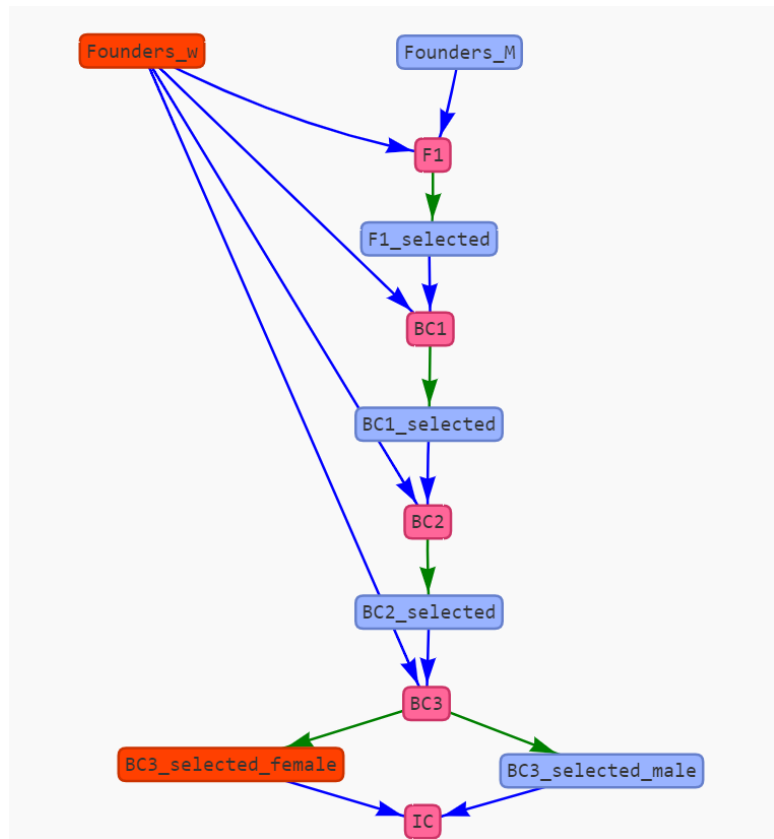 Founders_w
Founders_M
F1
F1_selected
BC1
BC1_selected
BC2
BC2_selected
BC3
BC3_selected_female
BC3_selected_male
IC